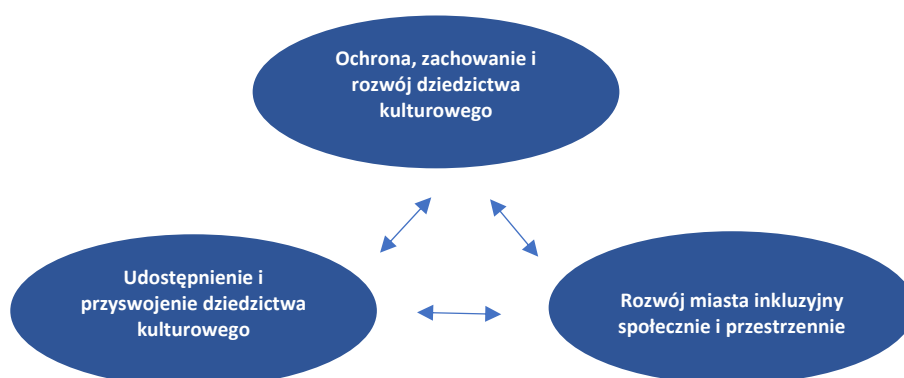 Ochrona, zachowanie i
rozwój dziedzictwa
kulturowego
Udostępnienie i
przyswojenie dziedzictwa
kulturowego
Rozwój miasta inkluzyjny
społecznie i przestrzennie